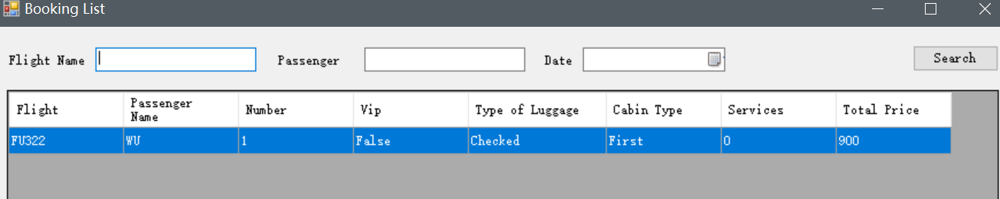 Booking List
Flight Name Passenger Date Search
Flight Passenger Name Number Vip Type of Luggage Cabin Type Services Total Price
FU322 WU 1 False Checked First 0 900